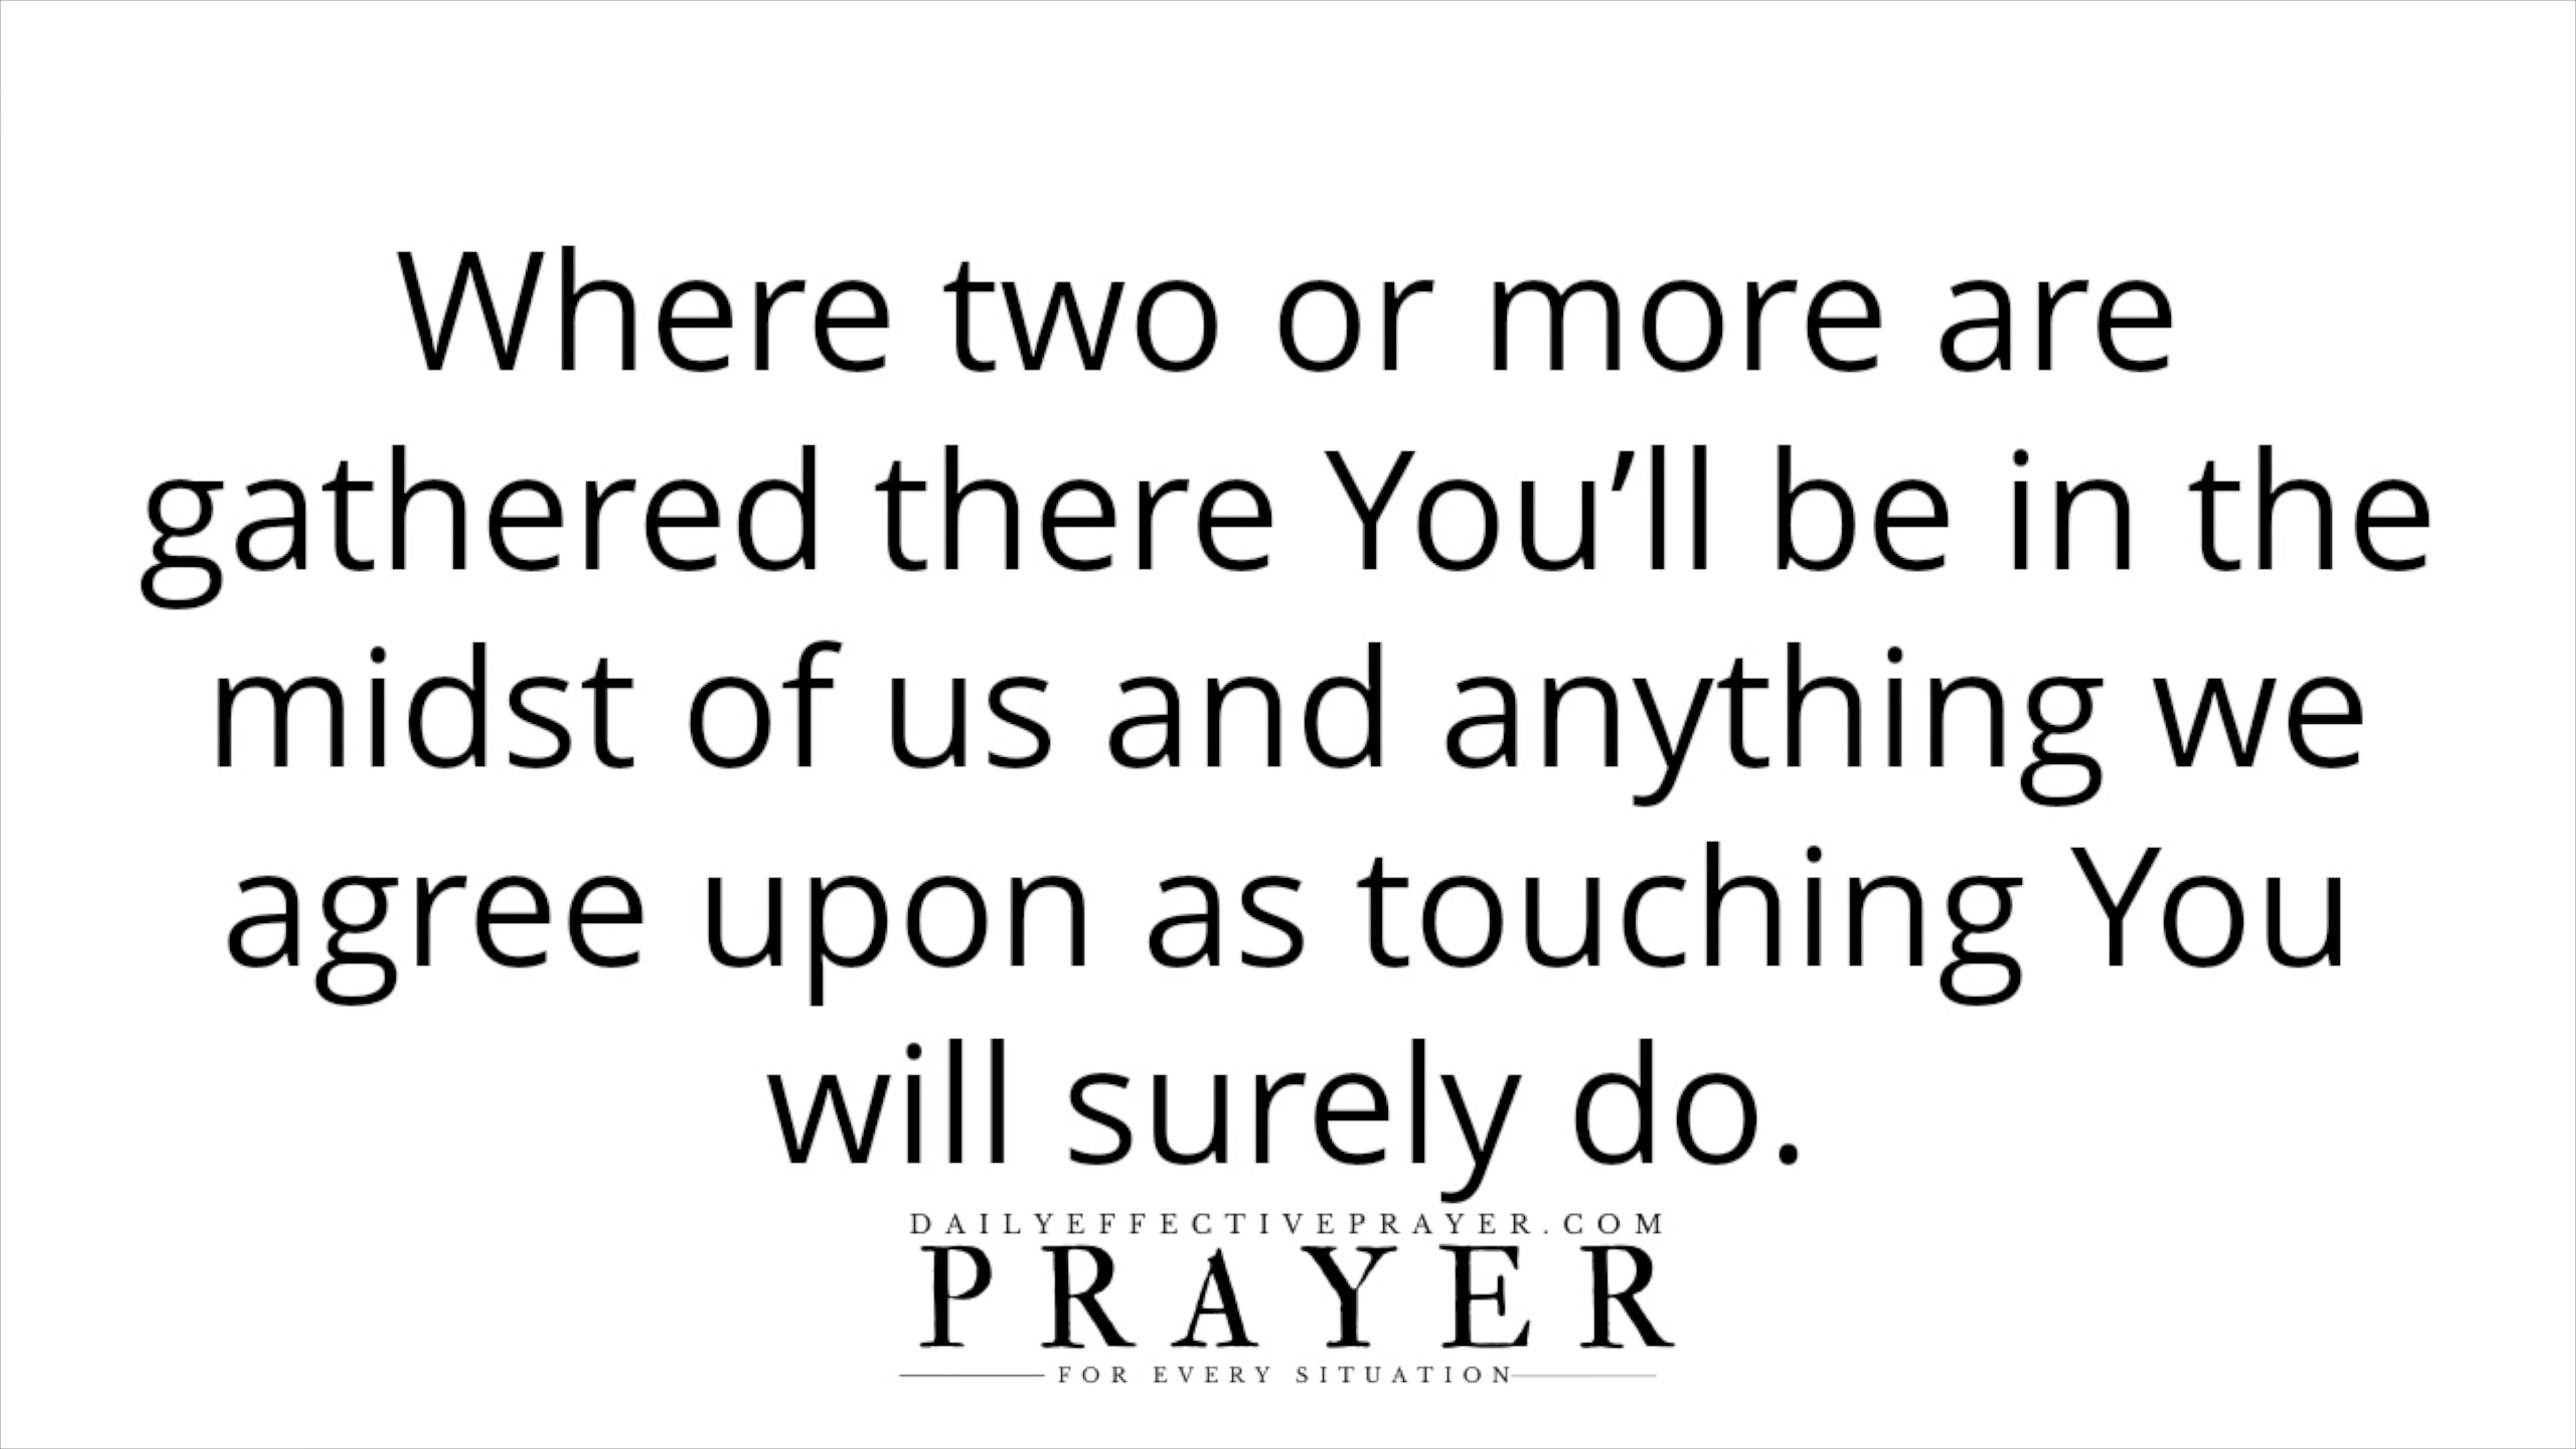 Where two or more are
gathered there You’ll be in the
midst of us and anything we
agree upon as touching You
will surely do.
DAILYEFFECTIVEPRAYER.COM
PRAYER
FOR EVERY SITUATION